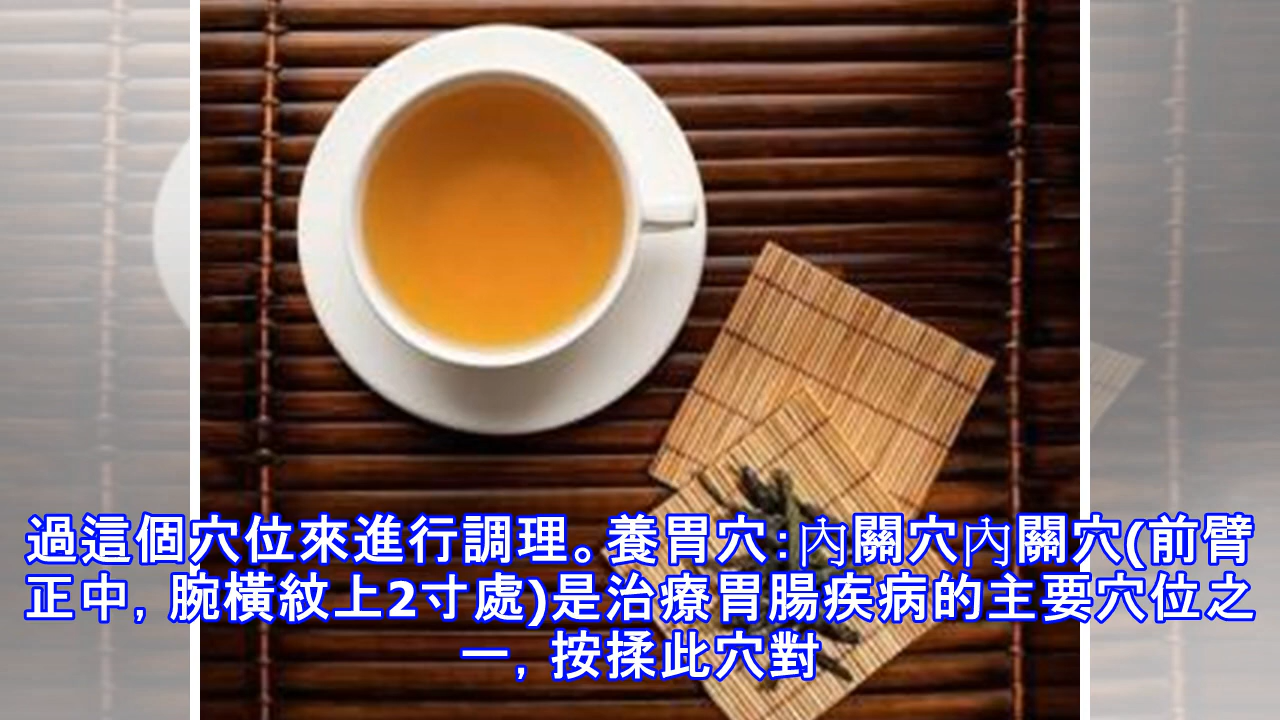 過這個穴位來進行調理。養胃穴:內關穴內關穴(前臂
正中,腕橫紋上2寸處)是治療胃腸疾病的主要穴位之
一,按揉此穴對